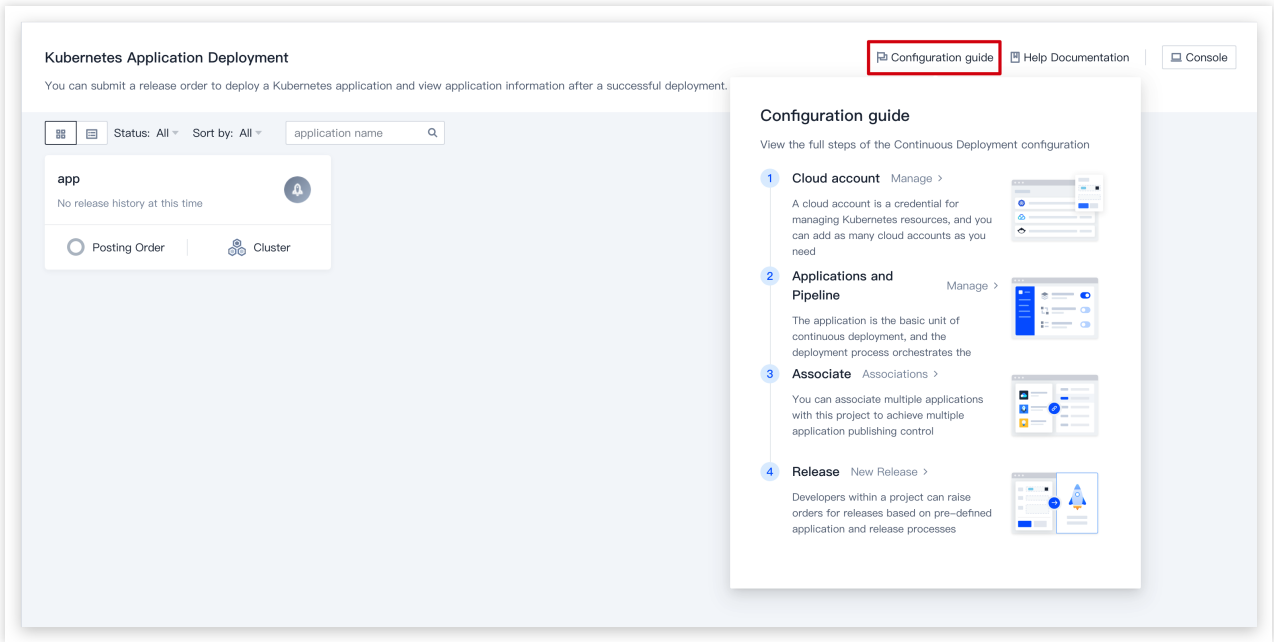 Kubernetes Application Deployment
Configuration guide
Help Documentation
Console
You can submit a release order to deploy a Kubernetes application and view application information after a successful deployment.
Status: All
Sort by: All
application name
app
No release history at this time
Posting Order
Cluster
Configuration guide
View the full steps of the Continuous Deployment configuration
1 Cloud account Manage >
A cloud account is a credential for
managing Kubernetes resources, and you
can add as many cloud accounts as you
need
2 Applications and
Pipeline
Manage >
The application is the basic unit of
continuous deployment, and the
deployment process orchestrates the
3 Associate Associations >
You can associate multiple applications
with this project to achieve multiple
application publishing control
4 Release New Release >
Developers within a project can raise
orders for releases based on pre-defined
application and release processes